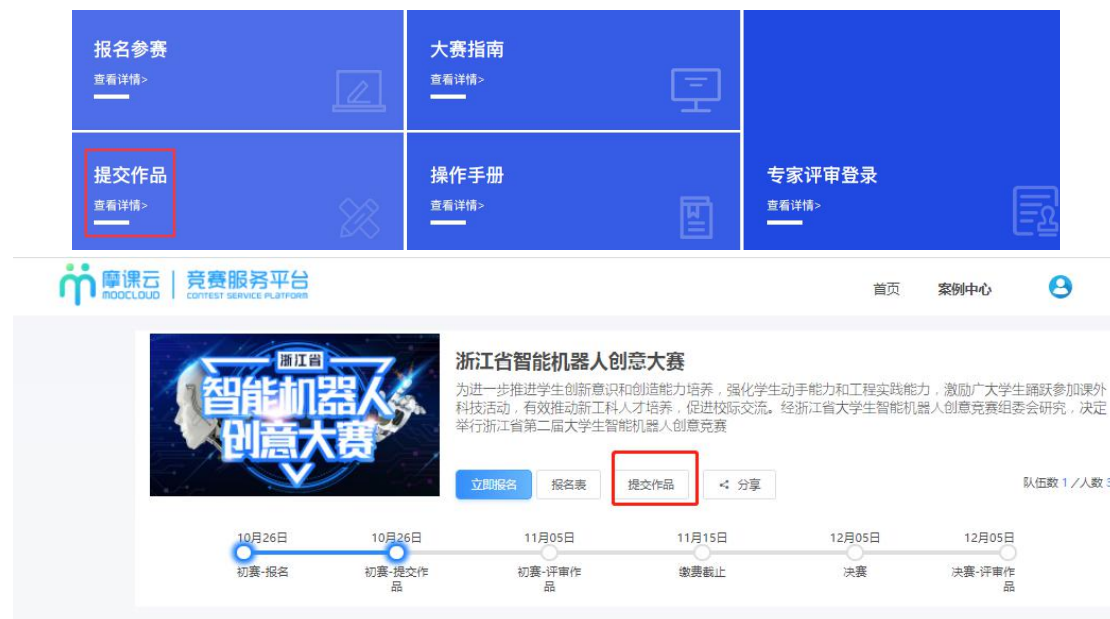 报名参赛
查看详情>
大赛指南
查看详情>
提交作品
查看详情>
操作手册
查看详情>
专家评审登录
查看详情>
摩课云 竞赛服务平台
MOOCLOUD CONTEST SERVICE PLATFORM
首页 案例中心
浙江省
智能机器人
创意大赛
浙江省智能机器人创意大赛
为进一步推进学生创新意识和创造能力培养，强化学生动手能力和工程实践能力，激励广大学生踊跃参加课外
科技活动，有效推动新工科人才培养，促进校际交流。经浙江省大学生智能机器人创意竞赛组委会研究，决定
举行浙江省第二届大学生智能机器人创意竞赛
立即报名 报名表 提交作品 分享
队伍数 1 /人数 3
10月26日 10月26日 11月05日 11月15日 12月05日 12月05日
初赛-报名 初赛-提交作 初赛-评审作 缴费截止 决赛 决赛-评审作
品 品 品